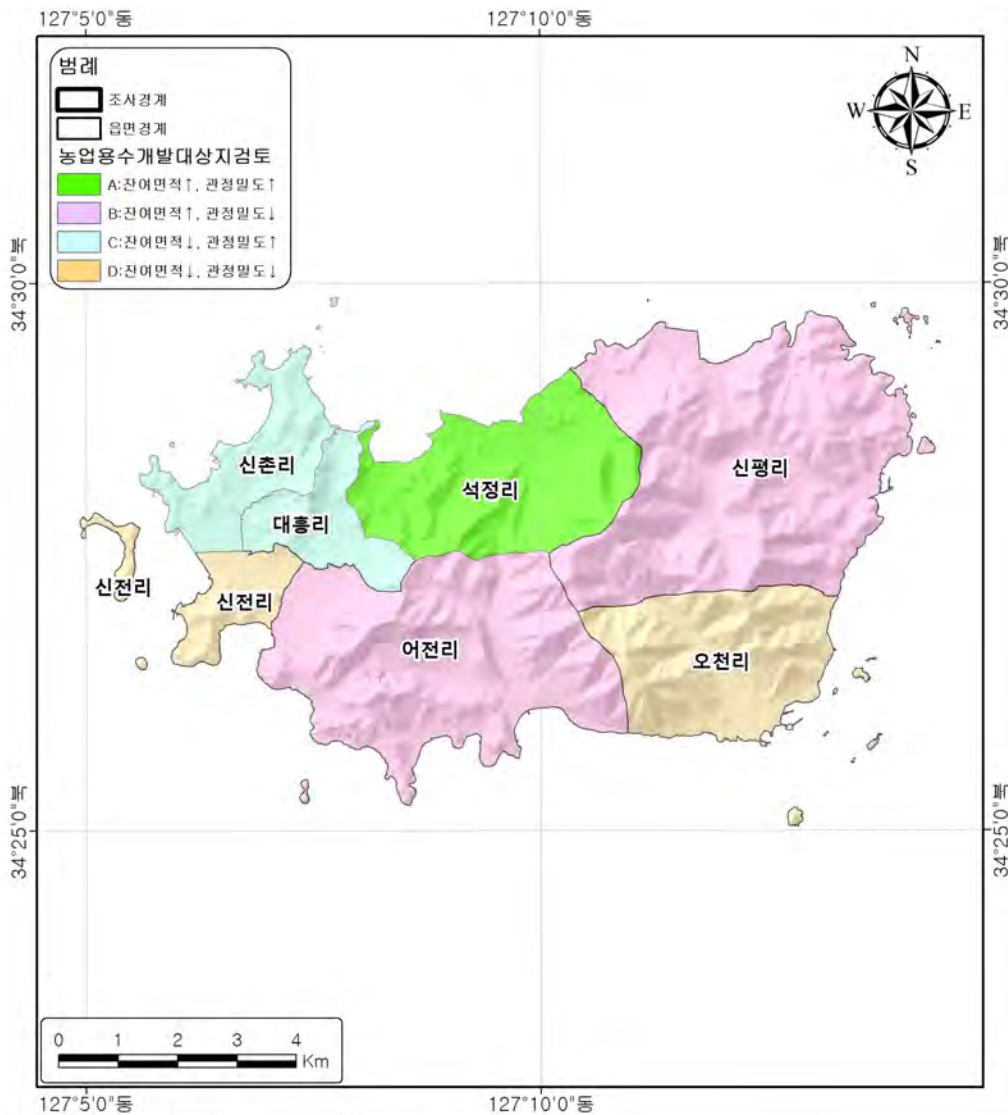 127°5'0"동
127°10'0"동
범례
조사경계
읍면경계
농업용수개발대상지검토
A:잔여면적↑, 관정밀도↑
B:잔여면적↑, 관정밀도↓
C:잔여면적↓, 관정밀도↑
D:잔여면적↓, 관정밀도↓
N
W
E
S
34°30'0"북
34°30'0"북
신촌리
석정리
신평리
대흥리
신전리
신전리
어전리
오천리
34°25'0"북
34°25'0"북
0 1 2 3 4
Km
127°5'0"동
127°10'0"동